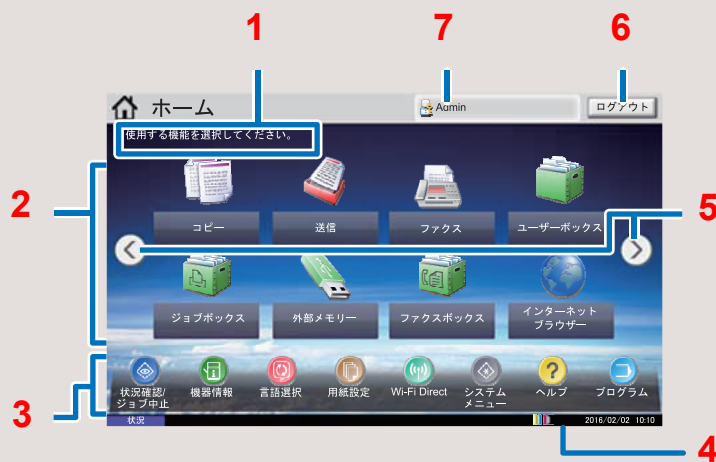 1
7
6
ホーム
Admin
ログアウト
使用する機能を選択してください。
2
5
コピー
送信
ファクス
ユーザーボックス
ジョブボックス
外部メモリー
ファクスボックス
インターネット
ブラウザー
3
状況確認/
ジョブ中止
機器情報
言語選択
用紙設定
Wi-Fi Direct
システム
メニュー
ヘルプ
プログラム
状況
2016/02/02 10:10
4